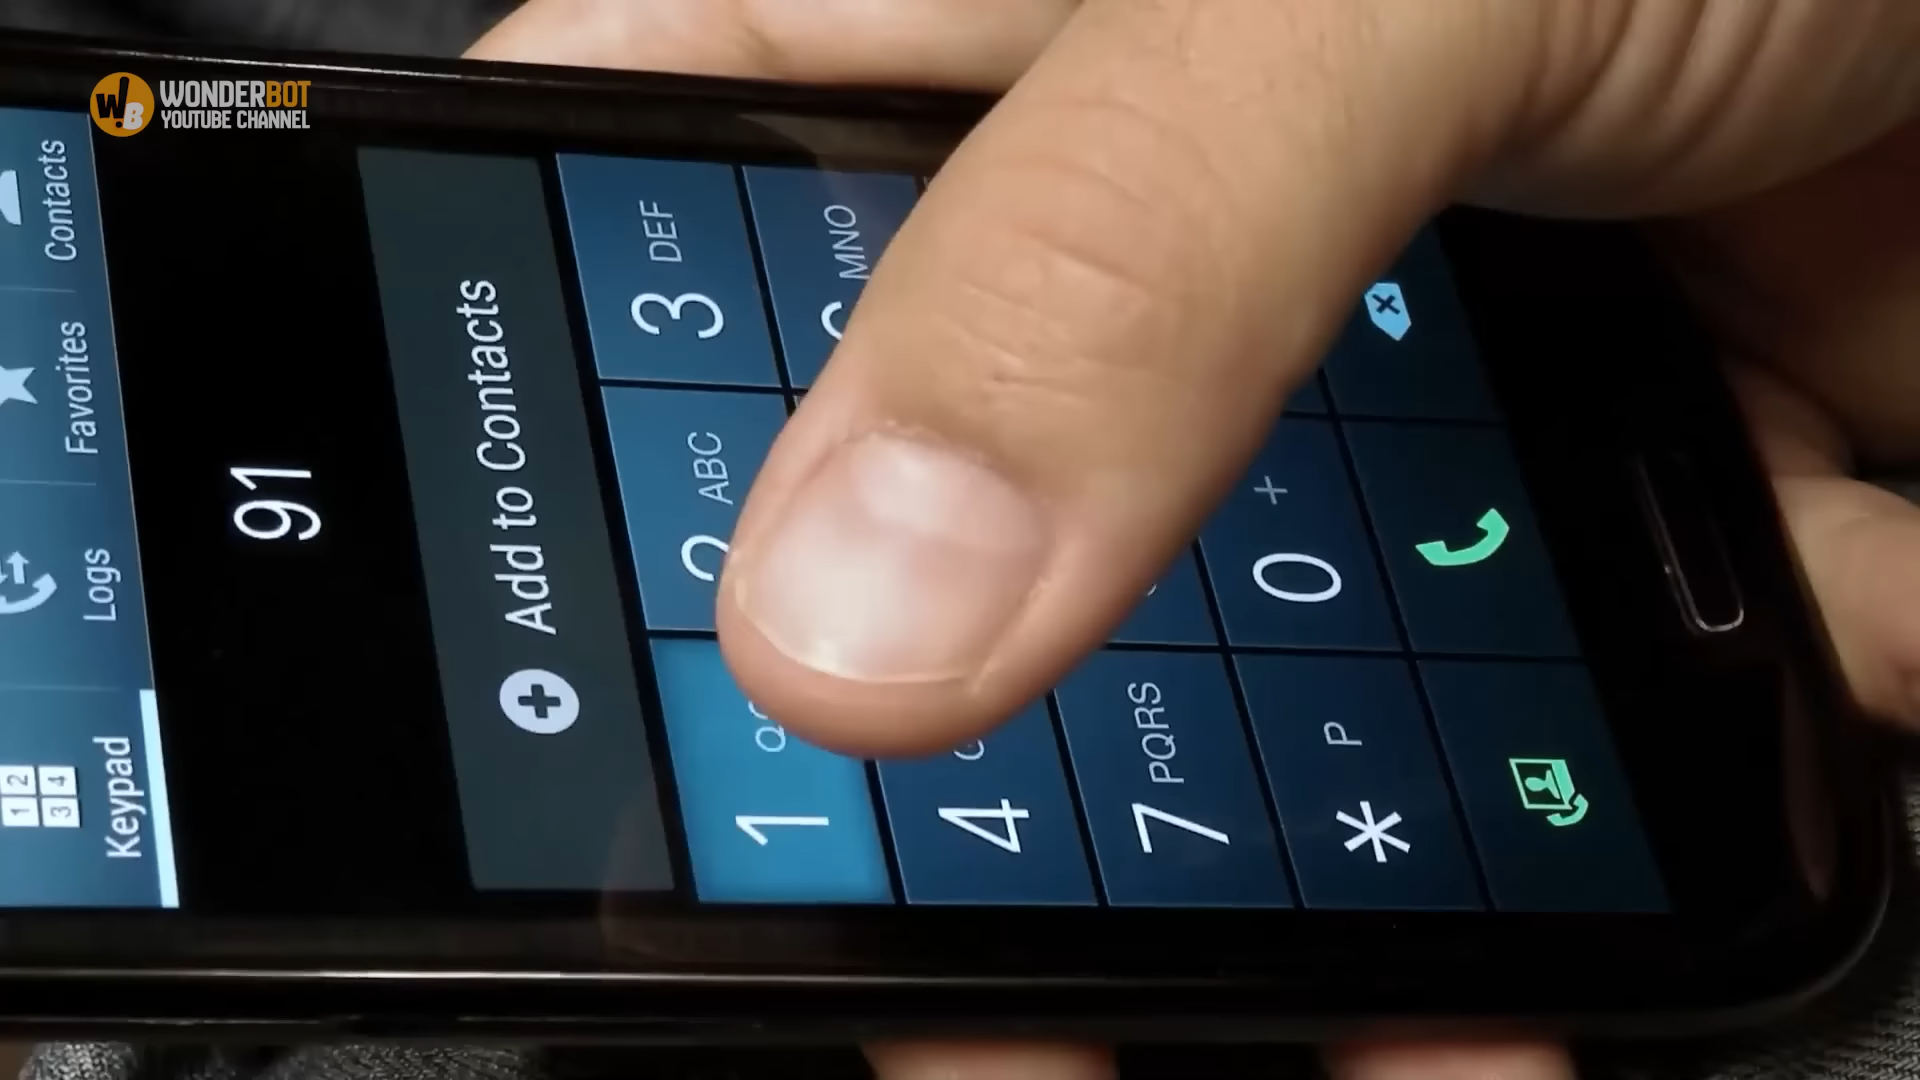 WONDERBOT
YOUTUBE CHANNEL
Keypad
Logs
Favorites
Contacts
91
Add to Contacts
1
2 ABC
3 DEF
4
MNO
7 PQRS
* P
0 +